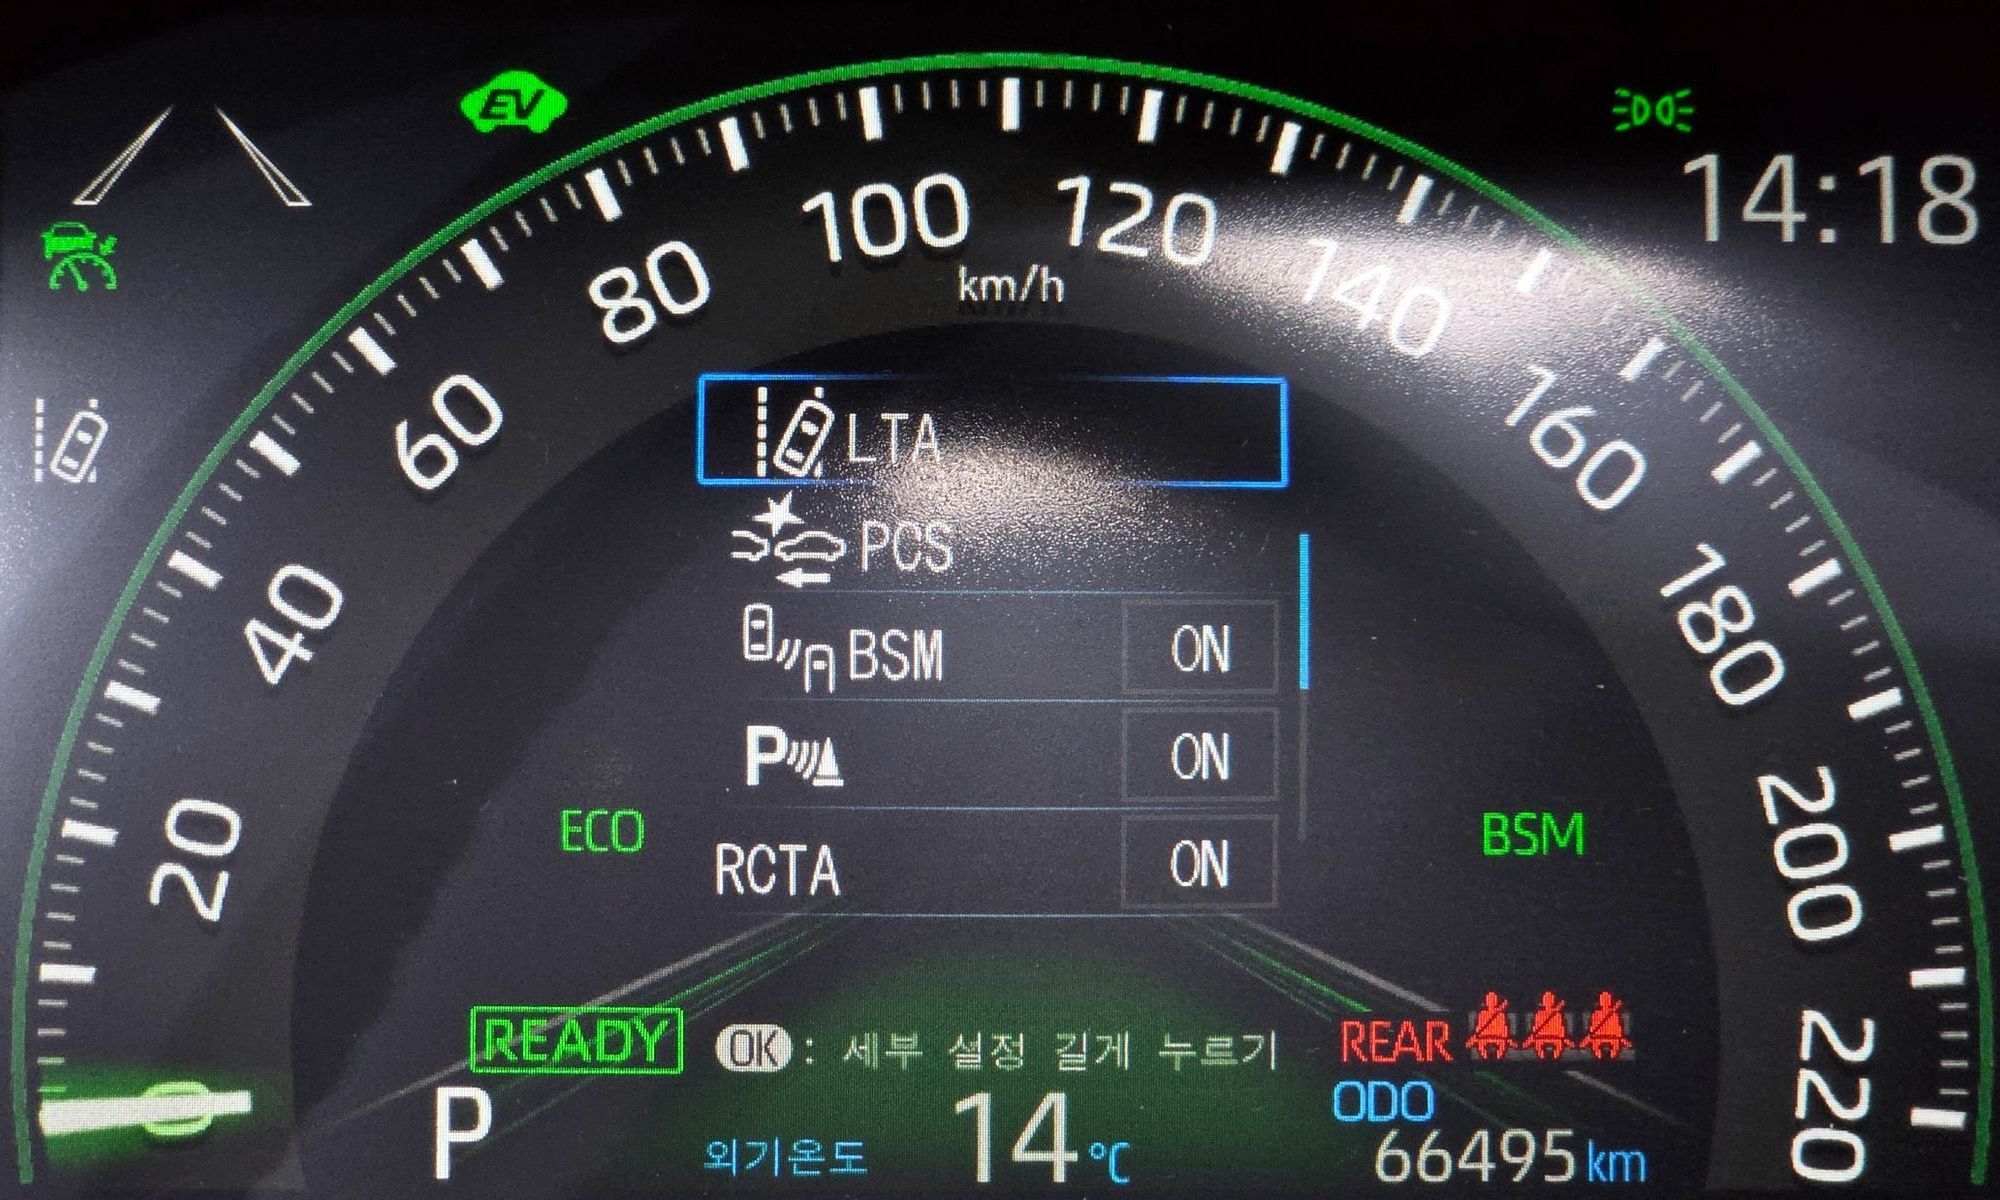 EV
14:18
100 120
km/h
80 140
60 160
LTA
PCS
40 180
BSM ON
P ON
20 200
ECO BSM
RCTA ON
READY OK : 세부 설정 길게 누르기 REAR
220
ODO
P 외기온도 14 °C 66495 km